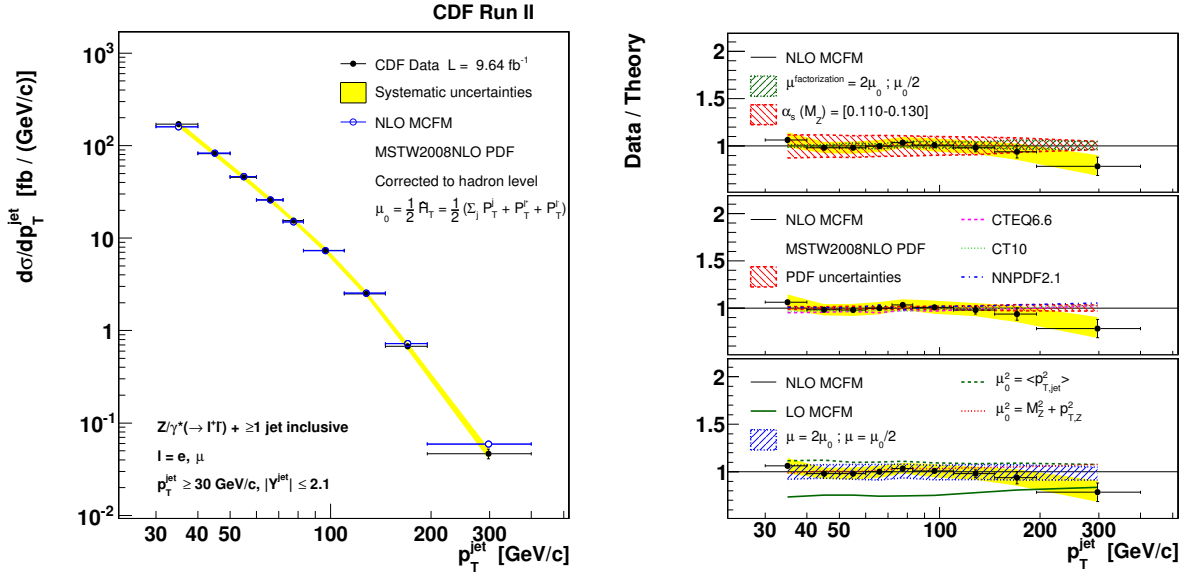 CDF Run II
dσ/dp_T^jet [fb / (GeV/c)]
10³
10²
10
1
10⁻¹
10⁻²
CDF Data L = 9.64 fb⁻¹
Systematic uncertainties
NLO MCFM
MSTW2008NLO PDF
Corrected to hadron level
μ₀ = 1/2 Ĥ_T = 1/2 (Σ_j P_T^j + P_T^l⁺ + P_T^l⁻)
Z/γ*(→ l⁺l⁻) + ≥1 jet inclusive
l = e, μ
p_T^jet ≥ 30 GeV/c, |Y^jet| ≤ 2.1
30 40 50 100 200 300
p_T^jet [GeV/c]
Data / Theory
2
1.5
1
NLO MCFM
μ^factorization = 2μ₀ ; μ₀/2
α_s (M_Z) = [0.110-0.130]
2
1.5
1
NLO MCFM
MSTW2008NLO PDF
PDF uncertainties
CTEQ6.6
CT10
NNPDF2.1
2
1.5
1
NLO MCFM
LO MCFM
μ = 2μ₀ ; μ = μ₀/2
μ₀² = <p²_T,jet>
μ₀² = M_Z² + p²_T,Z
30 40 50 100 200 300
p_T^jet [GeV/c]